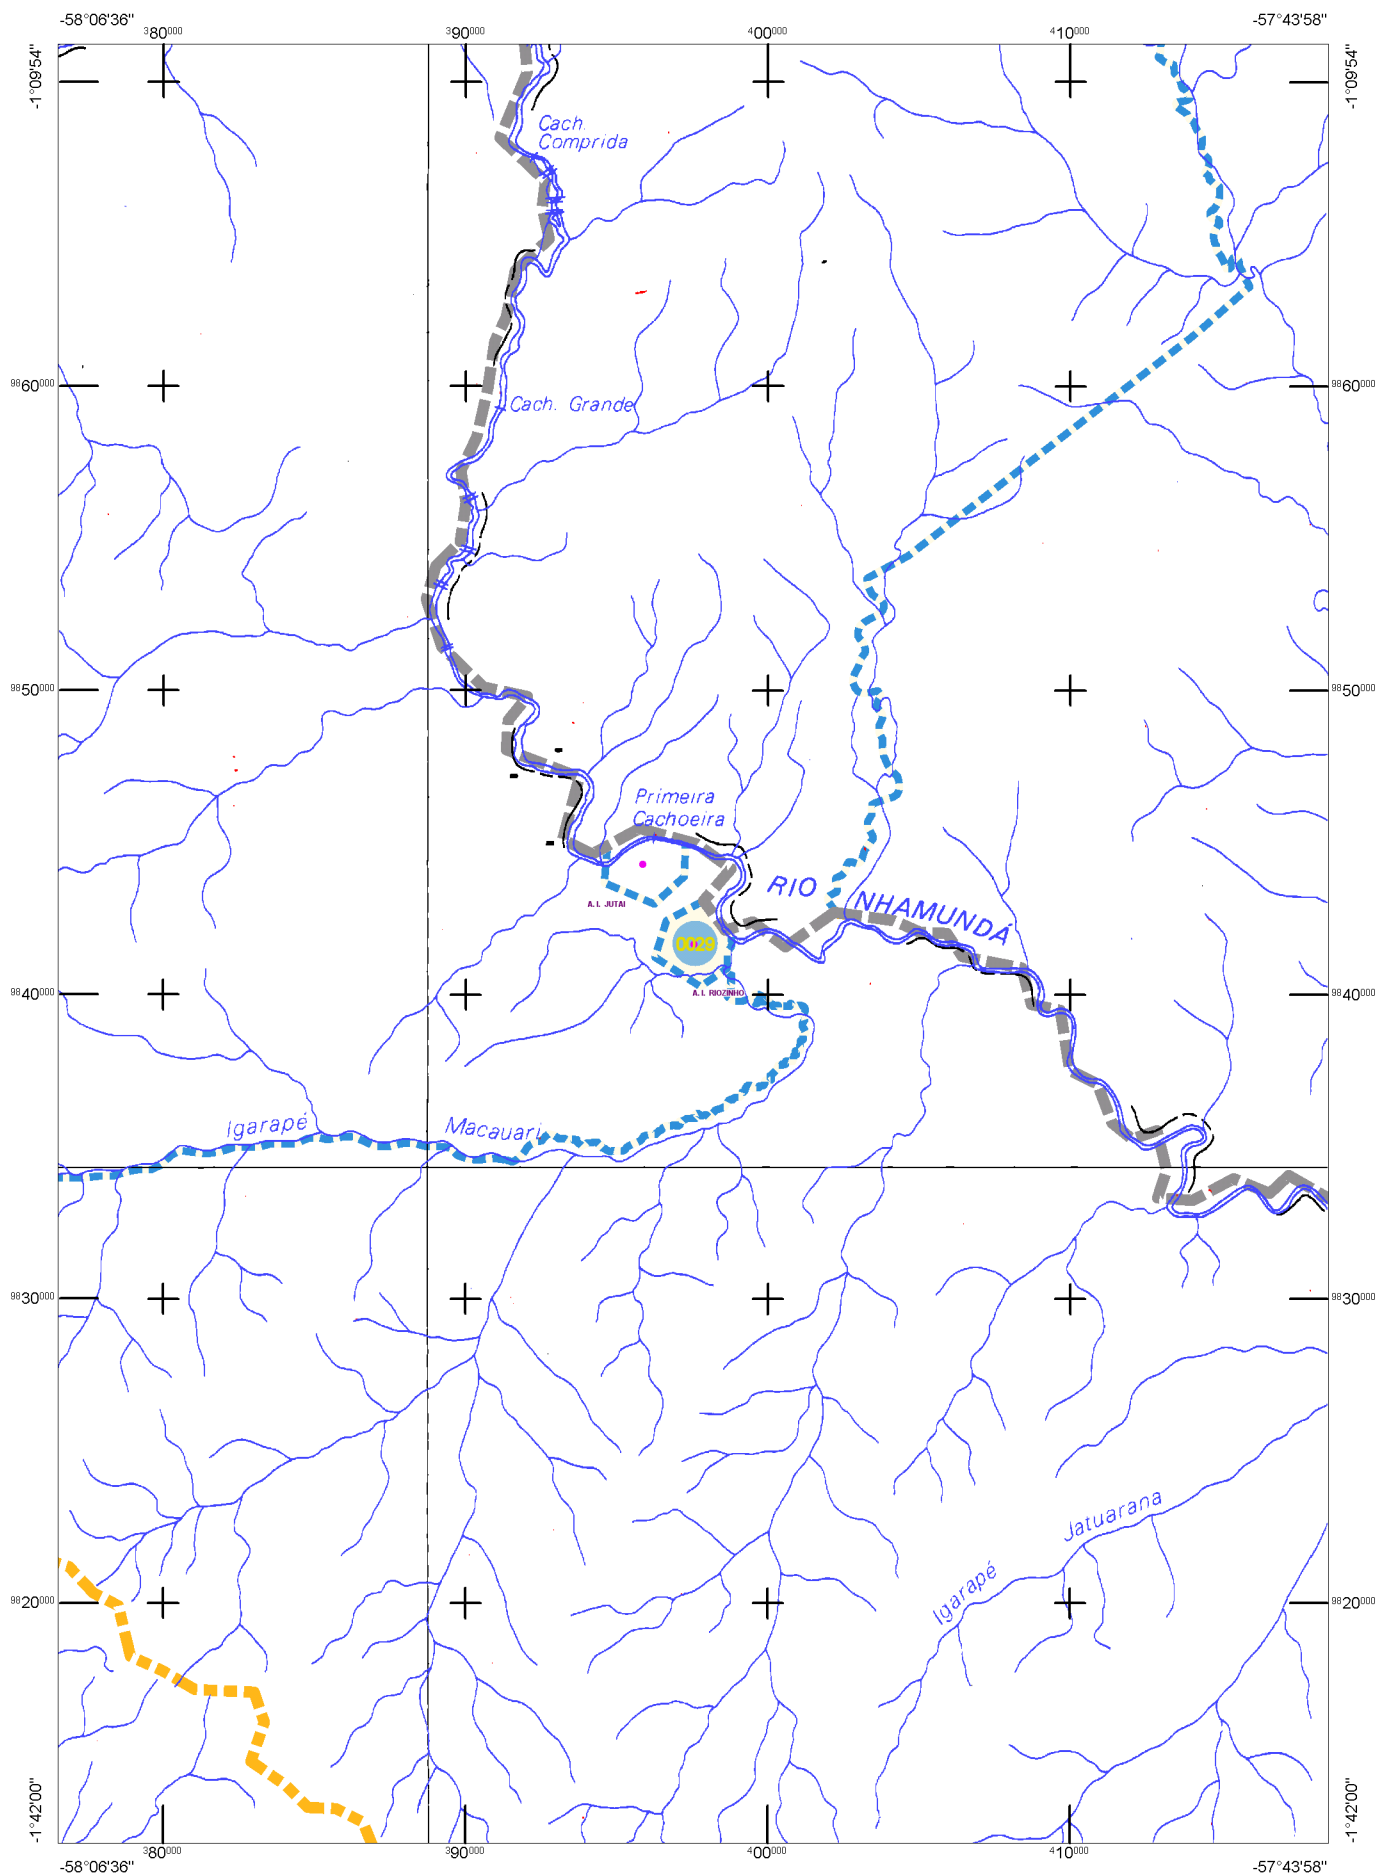 -58°06'36"
-57°43'58"
380000
390000
400000
410000
-1°09'54"
-1°09'54"
Cach.
Comprida
9860000
9860000
Cach. Grande
9850000
9850000
Primeira
Cachoeira
RIO NHAMUNDÁ
A. I. JUTAI
0029
A. I. RIOZINHO
9840000
9840000
Igarapé Macauari
9830000
9830000
Igarapé Jatuarana
9820000
9820000
-1°42'00"
-1°42'00"
380000
390000
400000
410000
-58°06'36"
-57°43'58"